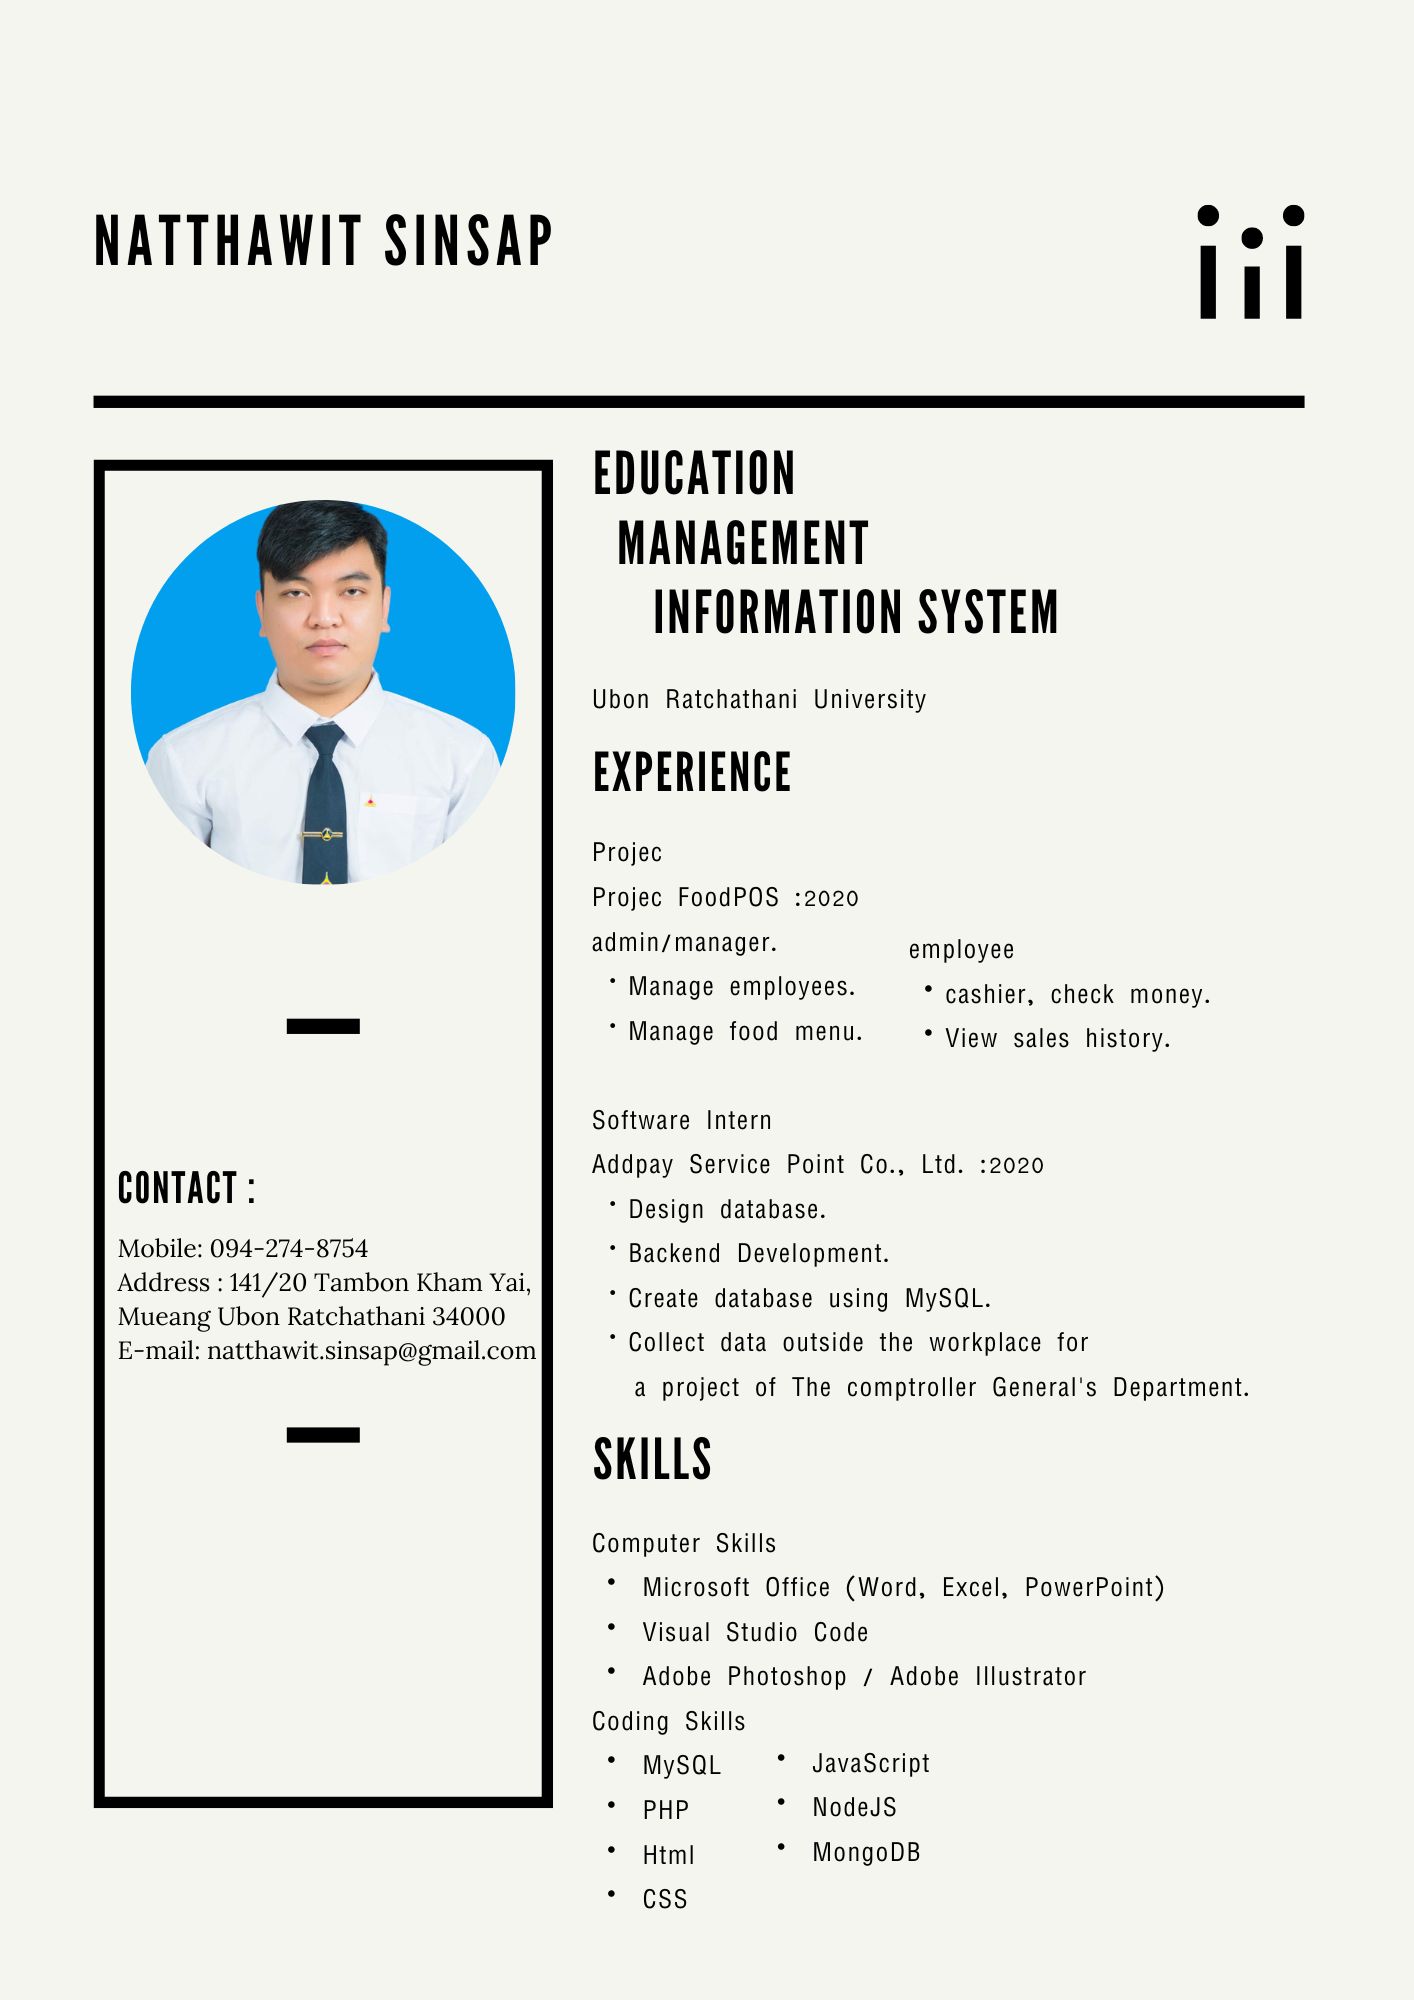 NATTHAWIT SINSAP
CONTACT :
Mobile: 094-274-8754
Address : 141/20 Tambon Kham Yai,
Mueang Ubon Ratchathani 34000
E-mail: natthawit.sinsap@gmail.com
EDUCATION
MANAGEMENT
INFORMATION SYSTEM
Ubon Ratchathani University
EXPERIENCE
Projec
Projec FoodPOS :2020
admin/manager.
• Manage employees.
• Manage food menu.
employee
• cashier, check money.
• View sales history.
Software Intern
Addpay Service Point Co., Ltd. :2020
• Design database.
• Backend Development.
• Create database using MySQL.
• Collect data outside the workplace for
a project of The comptroller General's Department.
SKILLS
Computer Skills
• Microsoft Office (Word, Excel, PowerPoint)
• Visual Studio Code
• Adobe Photoshop / Adobe Illustrator
Coding Skills
• MySQL
• PHP
• Html
• CSS
• JavaScript
• NodeJS
• MongoDB